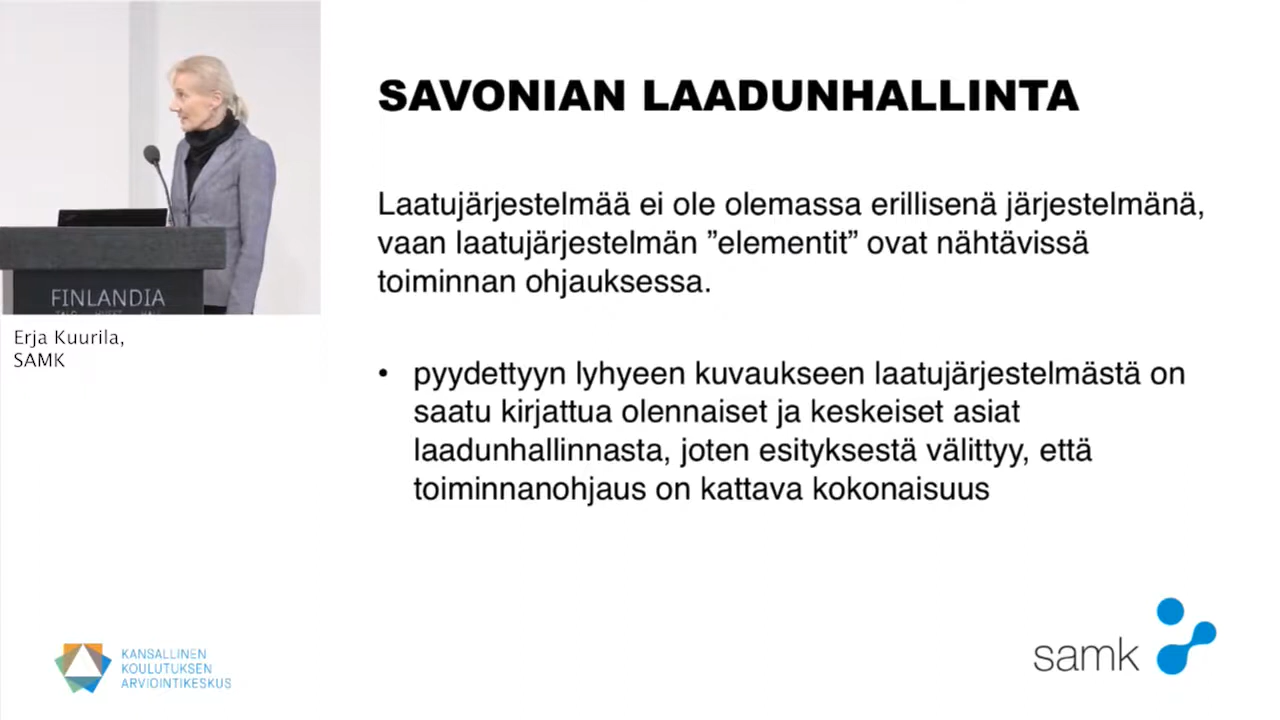 SAVONIAN LAADUNHALLINTA
Laatujärjestelmää ei ole olemassa erillisenä järjestelmänä,
vaan laatujärjestelmän ”elementit” ovat nähtävissä
toiminnan ohjauksessa.
• pyydettyyn lyhyeen kuvaukseen laatujärjestelmästä on
saatu kirjattua olennaiset ja keskeiset asiat
laadunhallinnasta, joten esityksestä välittyy, että
toiminnanohjaus on kattava kokonaisuus
FINLANDIA
Erja Kuurila,
SAMK
KANSALLINEN
KOULUTUKSEN
ARVIOINTIKESKUS
samk